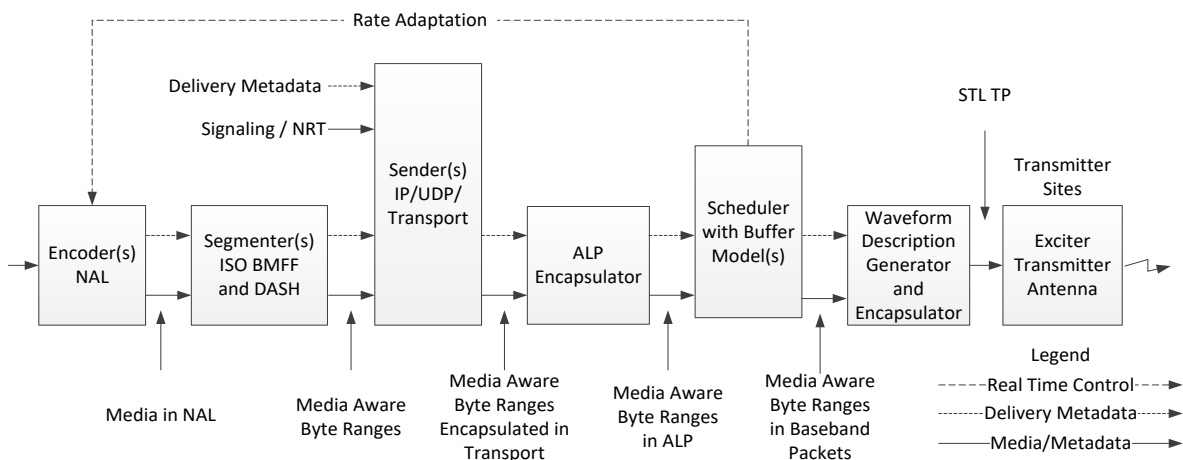 Rate Adaptation
Delivery Metadata
Signaling / NRT
STL TP
Transmitter
Sites
Encoder(s)
NAL
Segmenter(s)
ISO BMFF
and DASH
Sender(s)
IP/UDP/
Transport
ALP
Encapsulator
Scheduler
with Buffer
Model(s)
Waveform
Description
Generator
and
Encapsulator
Exciter
Transmitter
Antenna
Media in NAL
Media Aware
Byte Ranges
Media Aware
Byte Ranges
Encapsulated in
Transport
Media Aware
Byte Ranges
in ALP
Media Aware
Byte Ranges
in Baseband
Packets
Legend
Real Time Control
Delivery Metadata
Media/Metadata